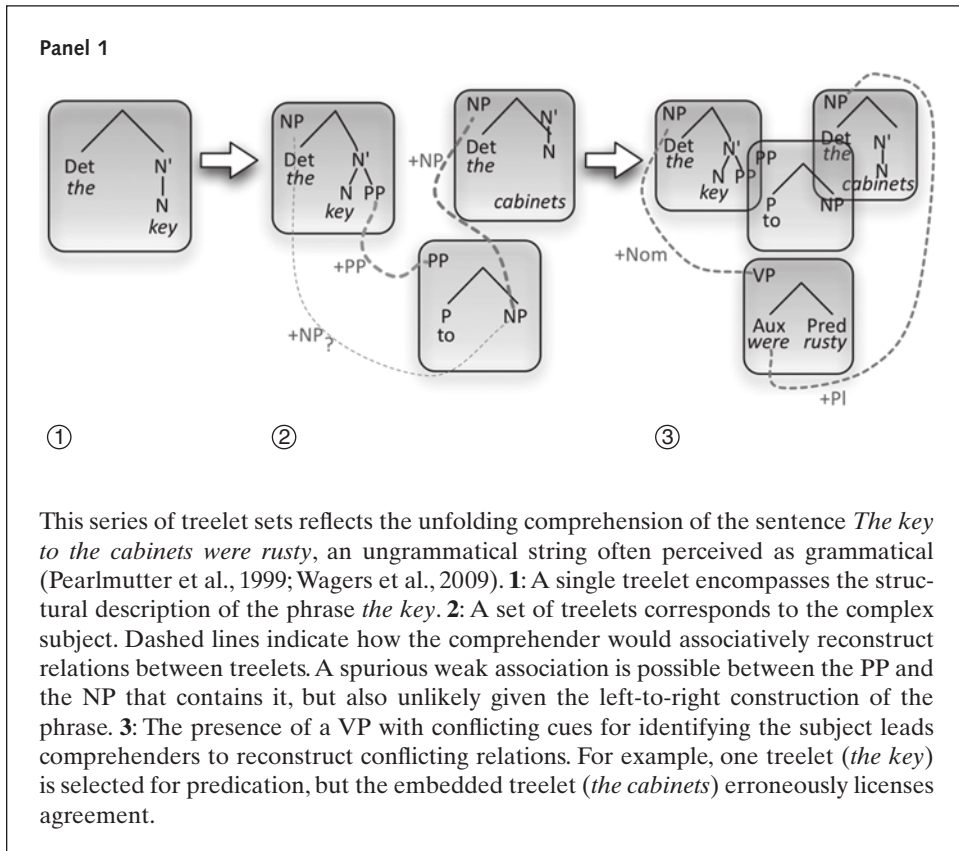 Panel 1
Det
the
N'
N
key
NP
Det
the
N'
N
PP
key
+PP
+NP?
NP
Det
the
N'
N
cabinets
+NP
PP
P
to
NP
NP
Det
the
N'
N
PP
key
PP
P
to
NP
NP
Det
the
N'
N
cabinets
+Nom
VP
Aux
were
Pred
rusty
+Pl
① ② ③
This series of treelet sets reflects the unfolding comprehension of the sentence The key
to the cabinets were rusty, an ungrammatical string often perceived as grammatical
(Pearlmutter et al., 1999; Wagers et al., 2009). 1: A single treelet encompasses the struc-
tural description of the phrase the key. 2: A set of treelets corresponds to the complex
subject. Dashed lines indicate how the comprehender would associatively reconstruct
relations between treelets. A spurious weak association is possible between the PP and
the NP that contains it, but also unlikely given the left-to-right construction of the
phrase. 3: The presence of a VP with conflicting cues for identifying the subject leads
comprehenders to reconstruct conflicting relations. For example, one treelet (the key)
is selected for predication, but the embedded treelet (the cabinets) erroneously licenses
agreement.